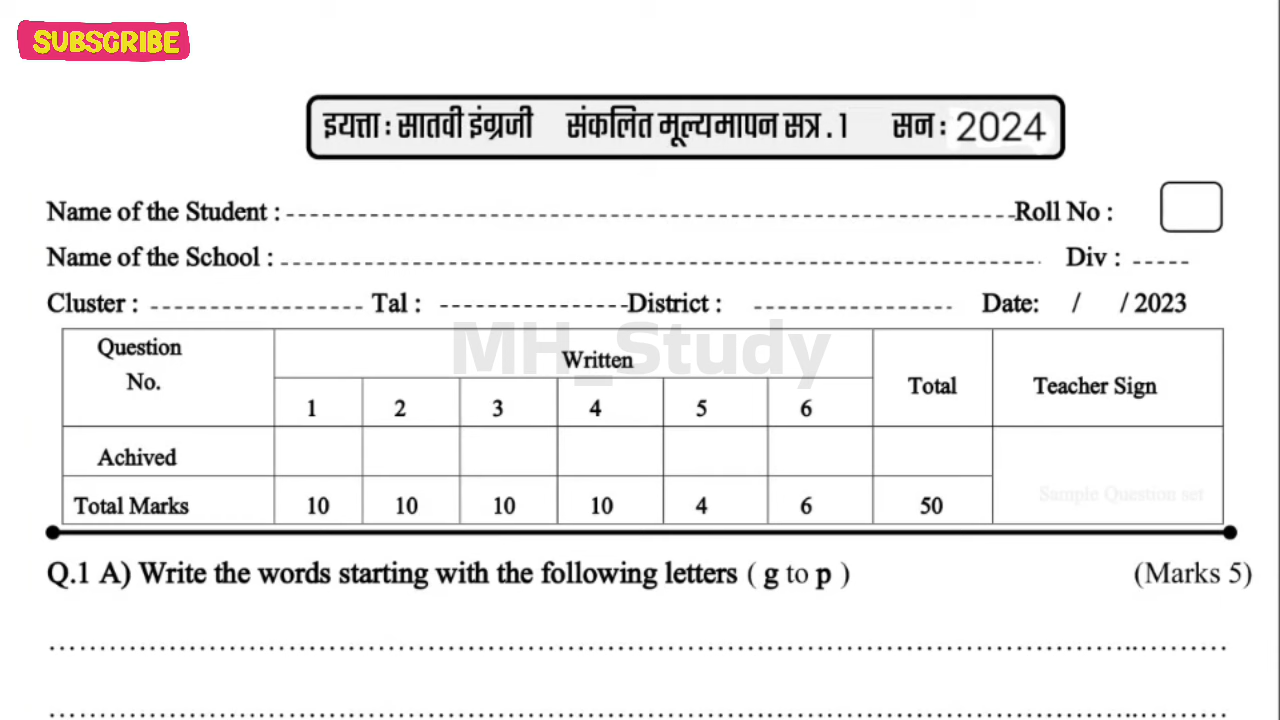 SUBSCRIBE
इयत्ता : सातवी इंग्रजी संकलित मूल्यमापन सत्र . 1 सन : 2024
Name of the Student : ------------------------------------------------------------Roll No :
Name of the School : ------------------------------------------------------------ Div : -----
Cluster : ------------------ Tal : ----------------District : ---------------- Date: / / 2023
MH_Study
Question No. Written Total Teacher Sign
1 2 3 4 5 6
Achived
Total Marks 10 10 10 10 4 6 50
Sample Question set
Q.1 A) Write the words starting with the following letters ( g to p ) (Marks 5)
................................................................................
................................................................................